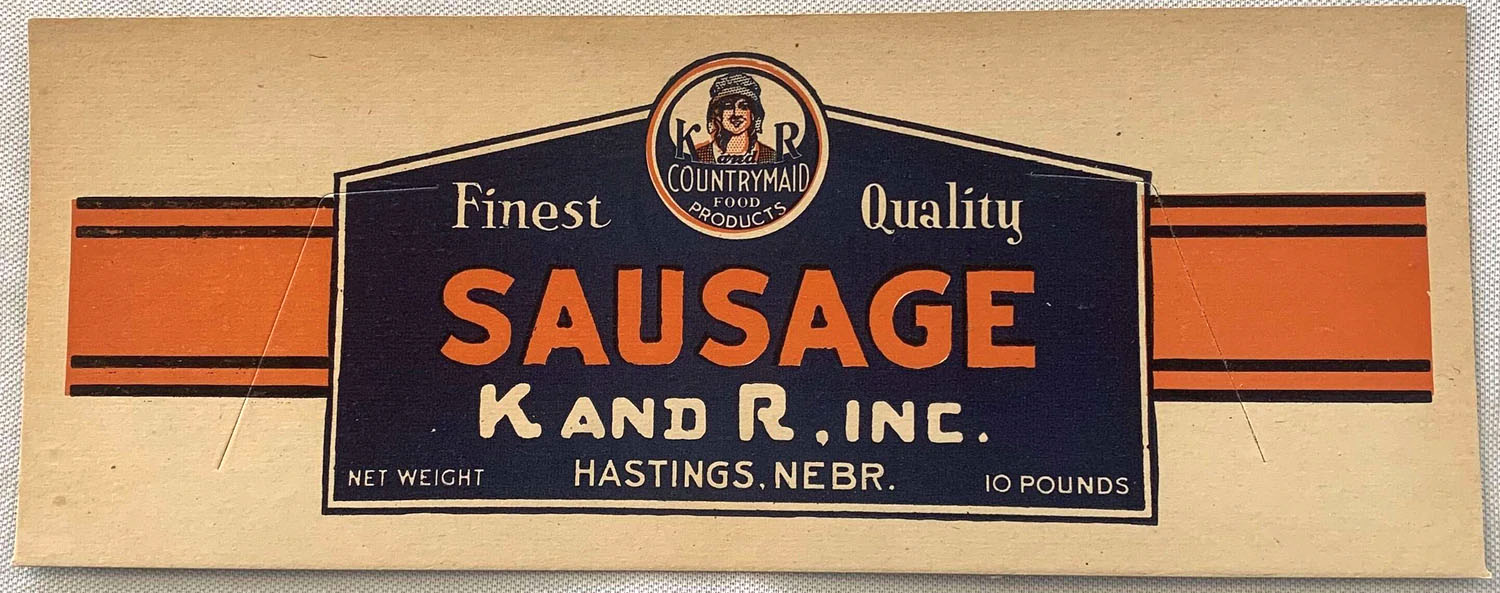 K and R
COUNTRYMAID
FOOD
PRODUCTS
Finest Quality
SAUSAGE
K AND R, INC.
NET WEIGHT HASTINGS, NEBR. 10 POUNDS